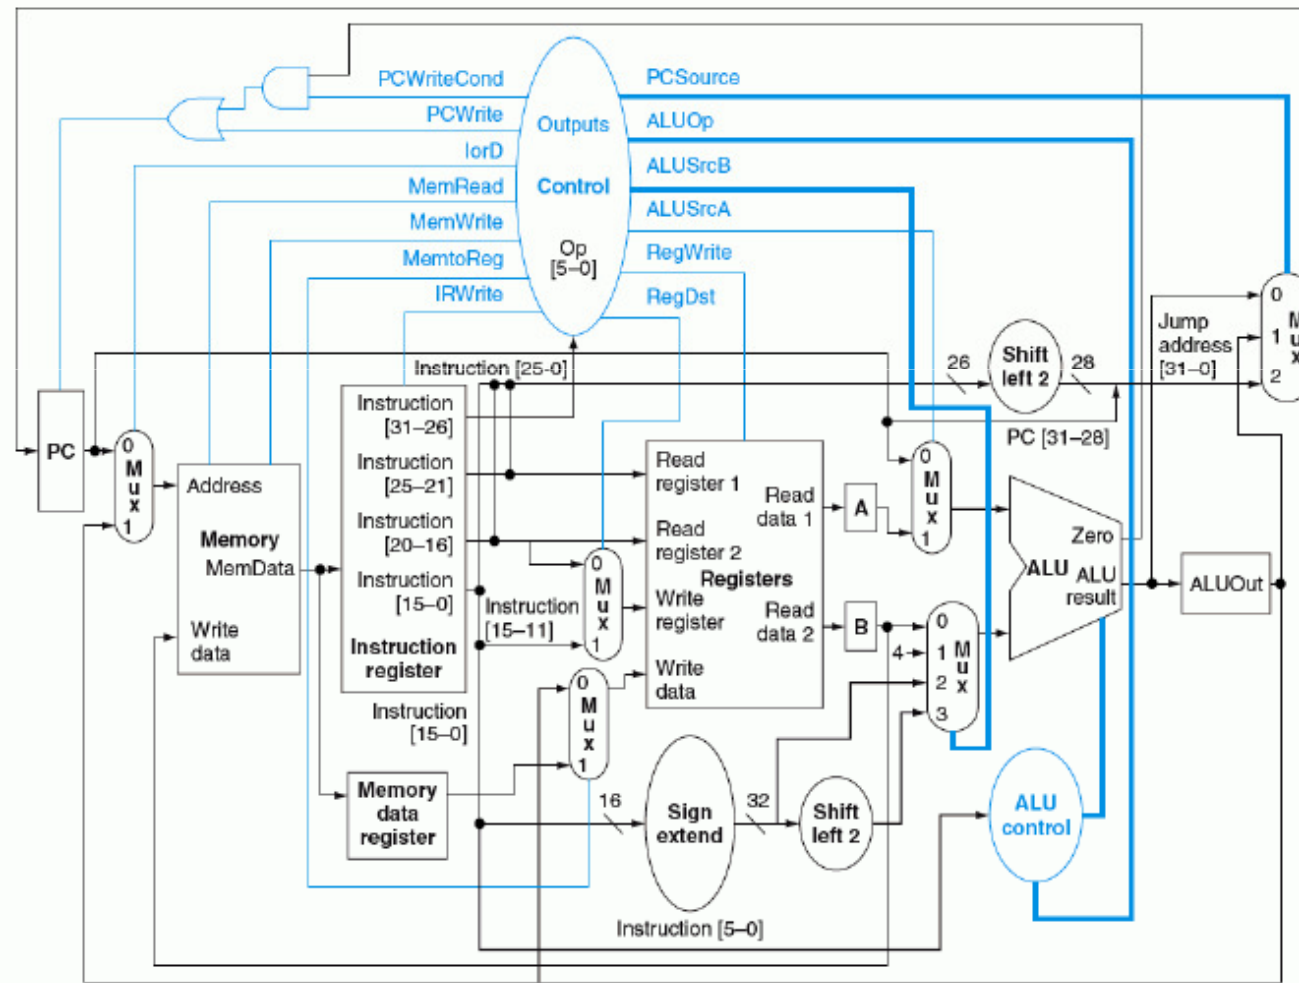 PCWriteCond
PCSource
PCWrite
Outputs
ALUOp
IorD
ALUSrcB
MemRead
Control
MemWrite
ALUSrcA
Op
[5–0]
MemtoReg
RegWrite
IRWrite
RegDst
Instruction [25-0]
26
Shift
left 2
28
Jump
address
[31–0]
0
1
2
M
u
x
PC [31–28]
PC
0
M
u
x
1
Address
Memory
MemData
Write
data
Instruction
[31–26]
Instruction
[25–21]
Instruction
[20–16]
Instruction
[15–0]
Instruction
register
Instruction
[15–11]
0
M
u
x
1
Read
register 1
Read
register 2
Registers
Write
register
Write
data
Read
data 1
Read
data 2
A
B
0
M
u
x
1
4
0
1
2
3
M
u
x
Zero
ALU
ALU
result
ALUOut
Instruction
[15–0]
0
M
u
x
1
Memory
data
register
16
Sign
extend
32
Shift
left 2
ALU
control
Instruction [5–0]